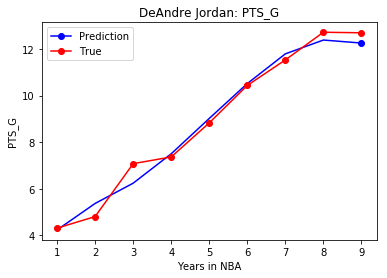 DeAndre Jordan: PTS_G
Prediction
True
PTS_G
12
10
8
6
4
1 2 3 4 5 6 7 8 9
Years in NBA